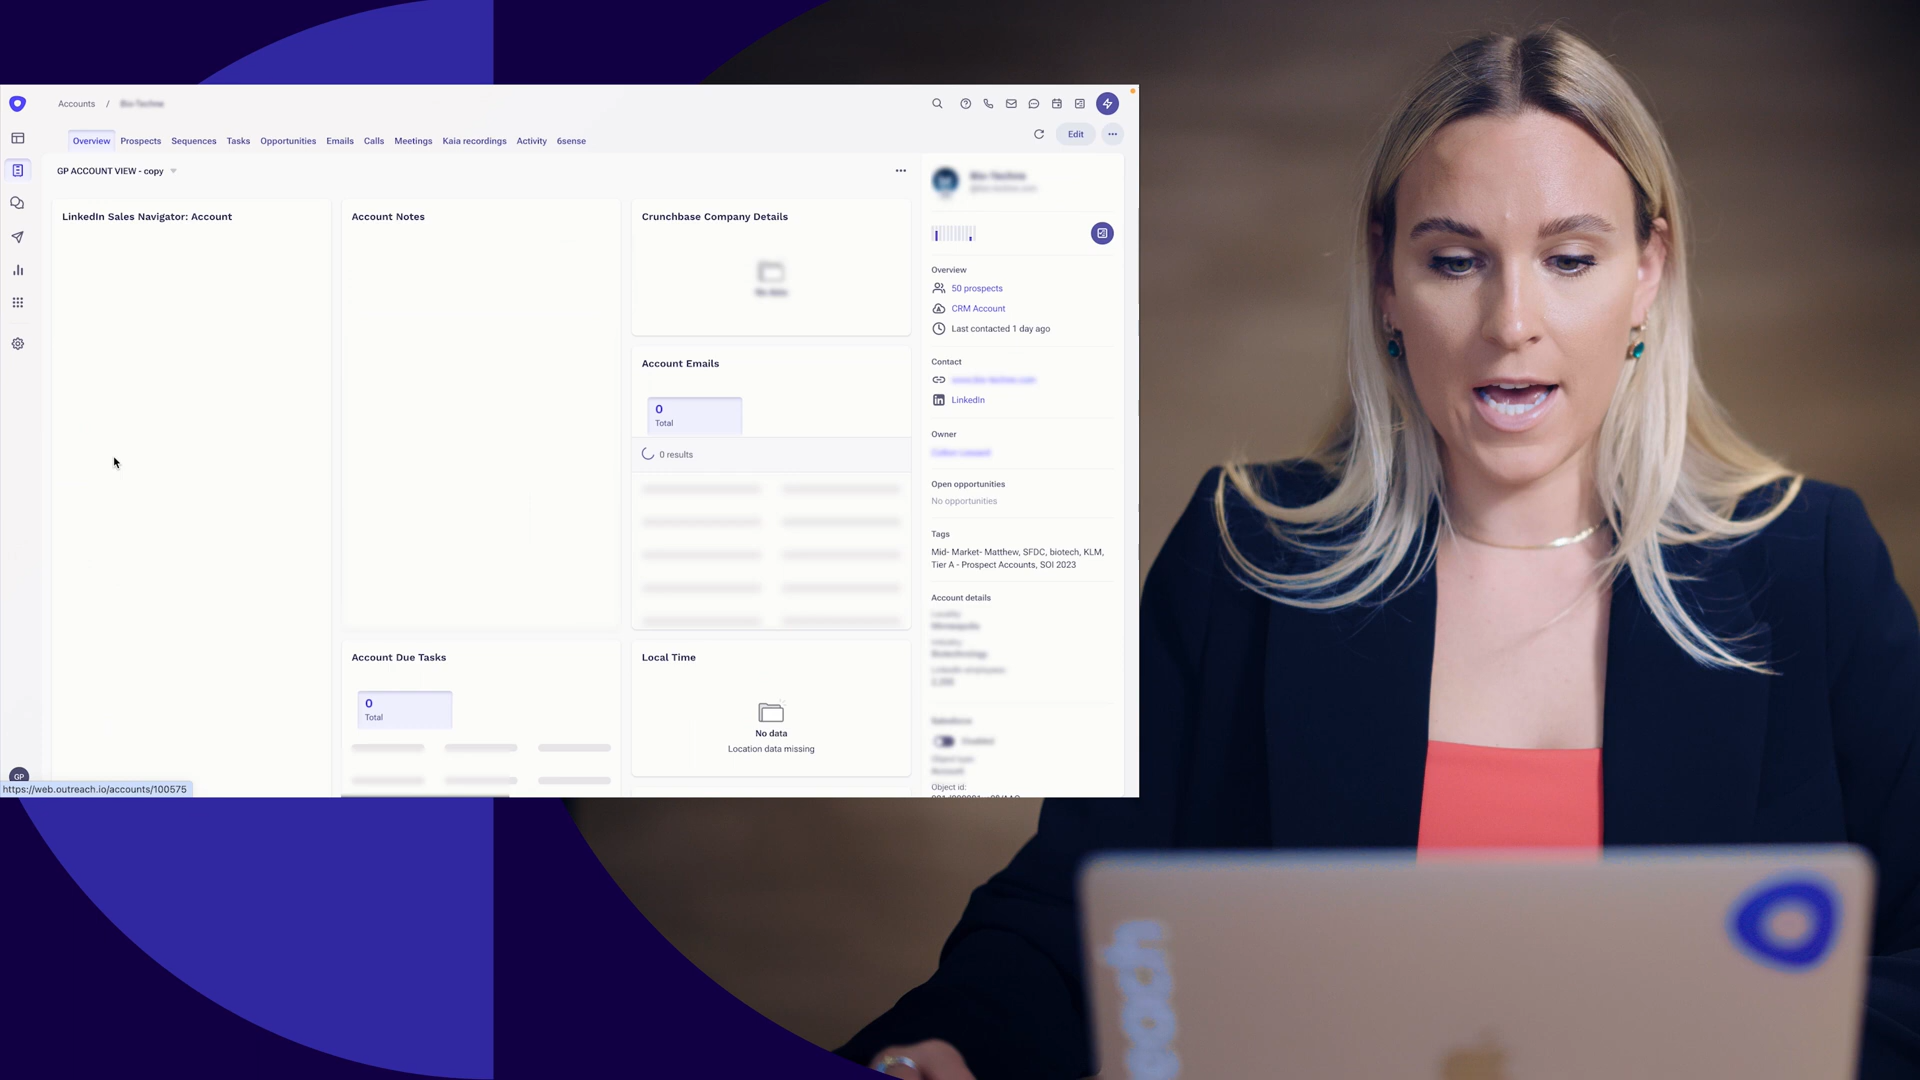 Accounts /
Overview Prospects Sequences Tasks Opportunities Emails Calls Meetings Kaia recordings Activity 6sense
Edit
GP ACCOUNT VIEW - copy
LinkedIn Sales Navigator: Account
Account Notes
Crunchbase Company Details
Account Emails
0
Total
0 results
Account Due Tasks
0
Total
Local Time
No data
Location data missing
Overview
50 prospects
CRM Account
Last contacted 1 day ago
Contact
LinkedIn
Owner
Open opportunities
No opportunities
Tags
Mid- Market- Matthew, SFDC, biotech, KLM,
Tier A - Prospect Accounts, SOI 2023
Account details
Object id:
GP
https://web.outreach.io/accounts/100575